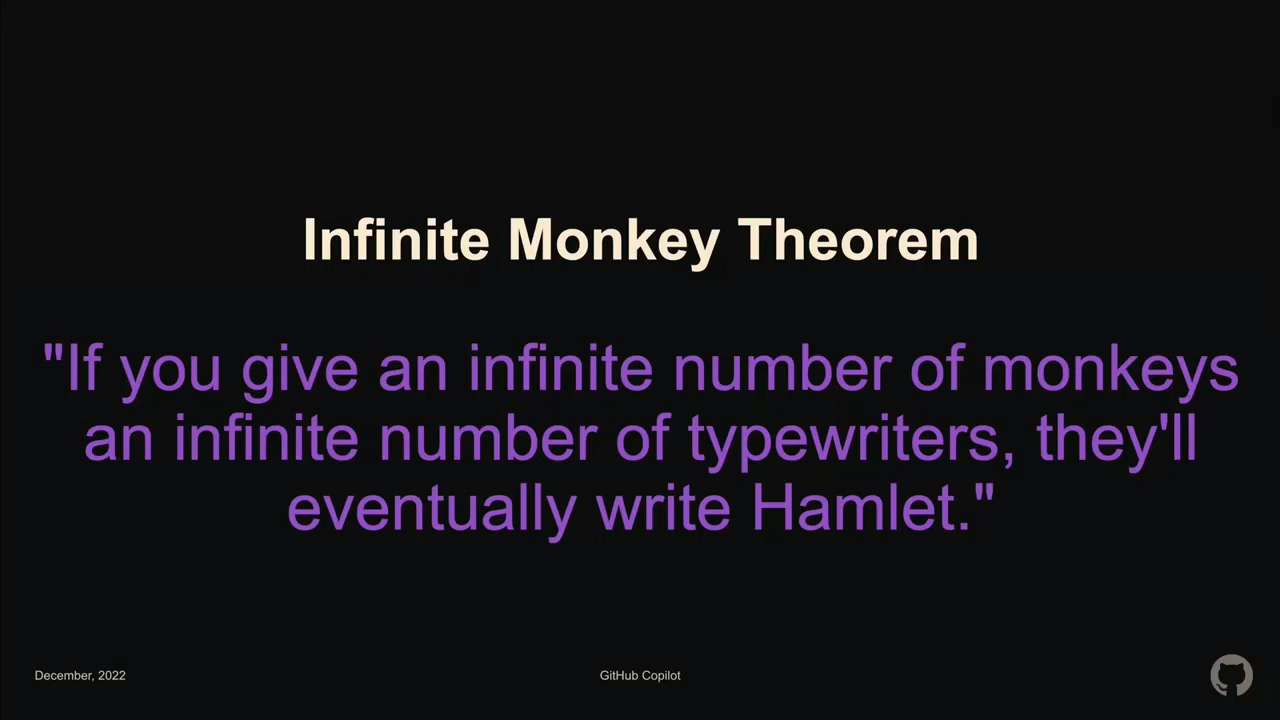 Infinite Monkey Theorem
"If you give an infinite number of monkeys
an infinite number of typewriters, they'll
eventually write Hamlet."
December, 2022
GitHub Copilot